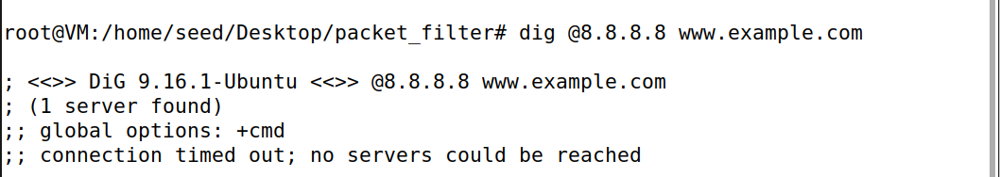 root@VM:/home/seed/Desktop/packet_filter# dig @8.8.8.8 www.example.com
; <<>> DiG 9.16.1-Ubuntu <<>> @8.8.8.8 www.example.com
; (1 server found)
;; global options: +cmd
;; connection timed out; no servers could be reached